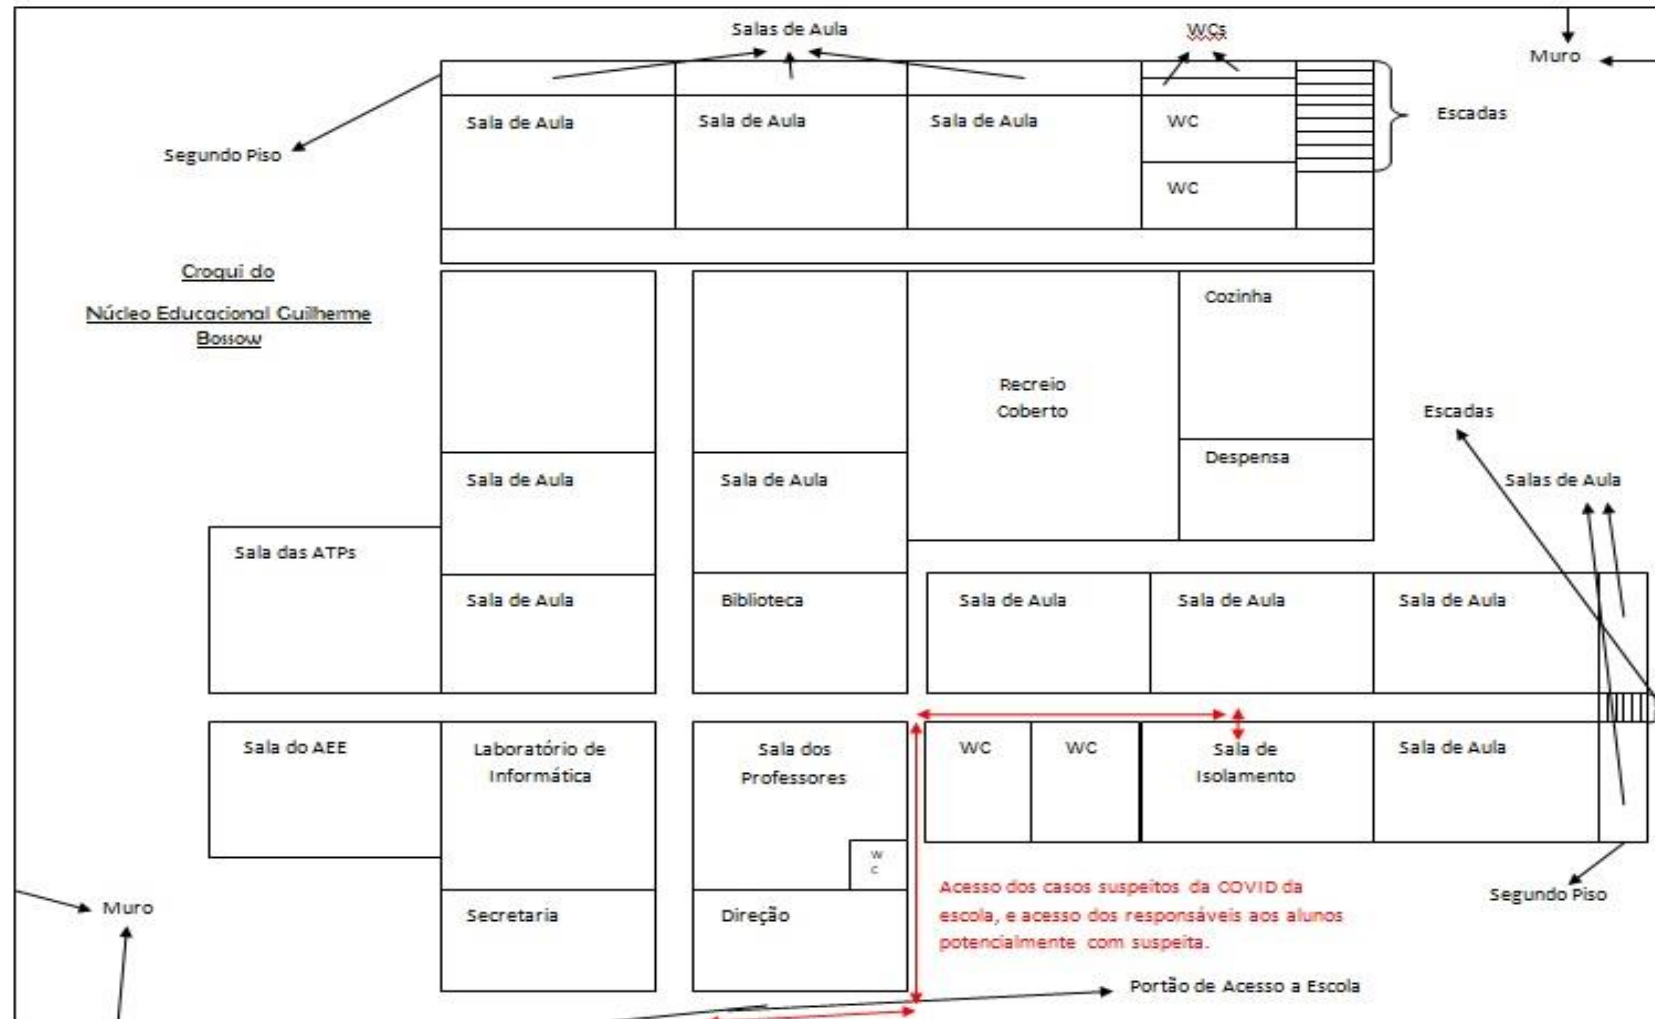 Salas de Aula
WCs
Muro
Escadas
Sala de Aula
Sala de Aula
Sala de Aula
WC
WC
Segundo Piso
Croqui do
Núcleo Educacional Guilherme
Bossow
Cozinha
Recreio
Coberto
Despensa
Escadas
Salas de Aula
Sala de Aula
Sala de Aula
Sala das ATPs
Sala de Aula
Biblioteca
Sala de Aula
Sala de Aula
Sala de Aula
Sala do AEE
Laboratório de
Informática
Sala dos
Professores
WC
WC
Sala de
Isolamento
Sala de Aula
W
C
Acesso dos casos suspeitos da COVID da
escola, e acesso dos responsáveis aos alunos
potencialmente com suspeita.
Segundo Piso
Muro
Secretaria
Direção
Portão de Acesso a Escola